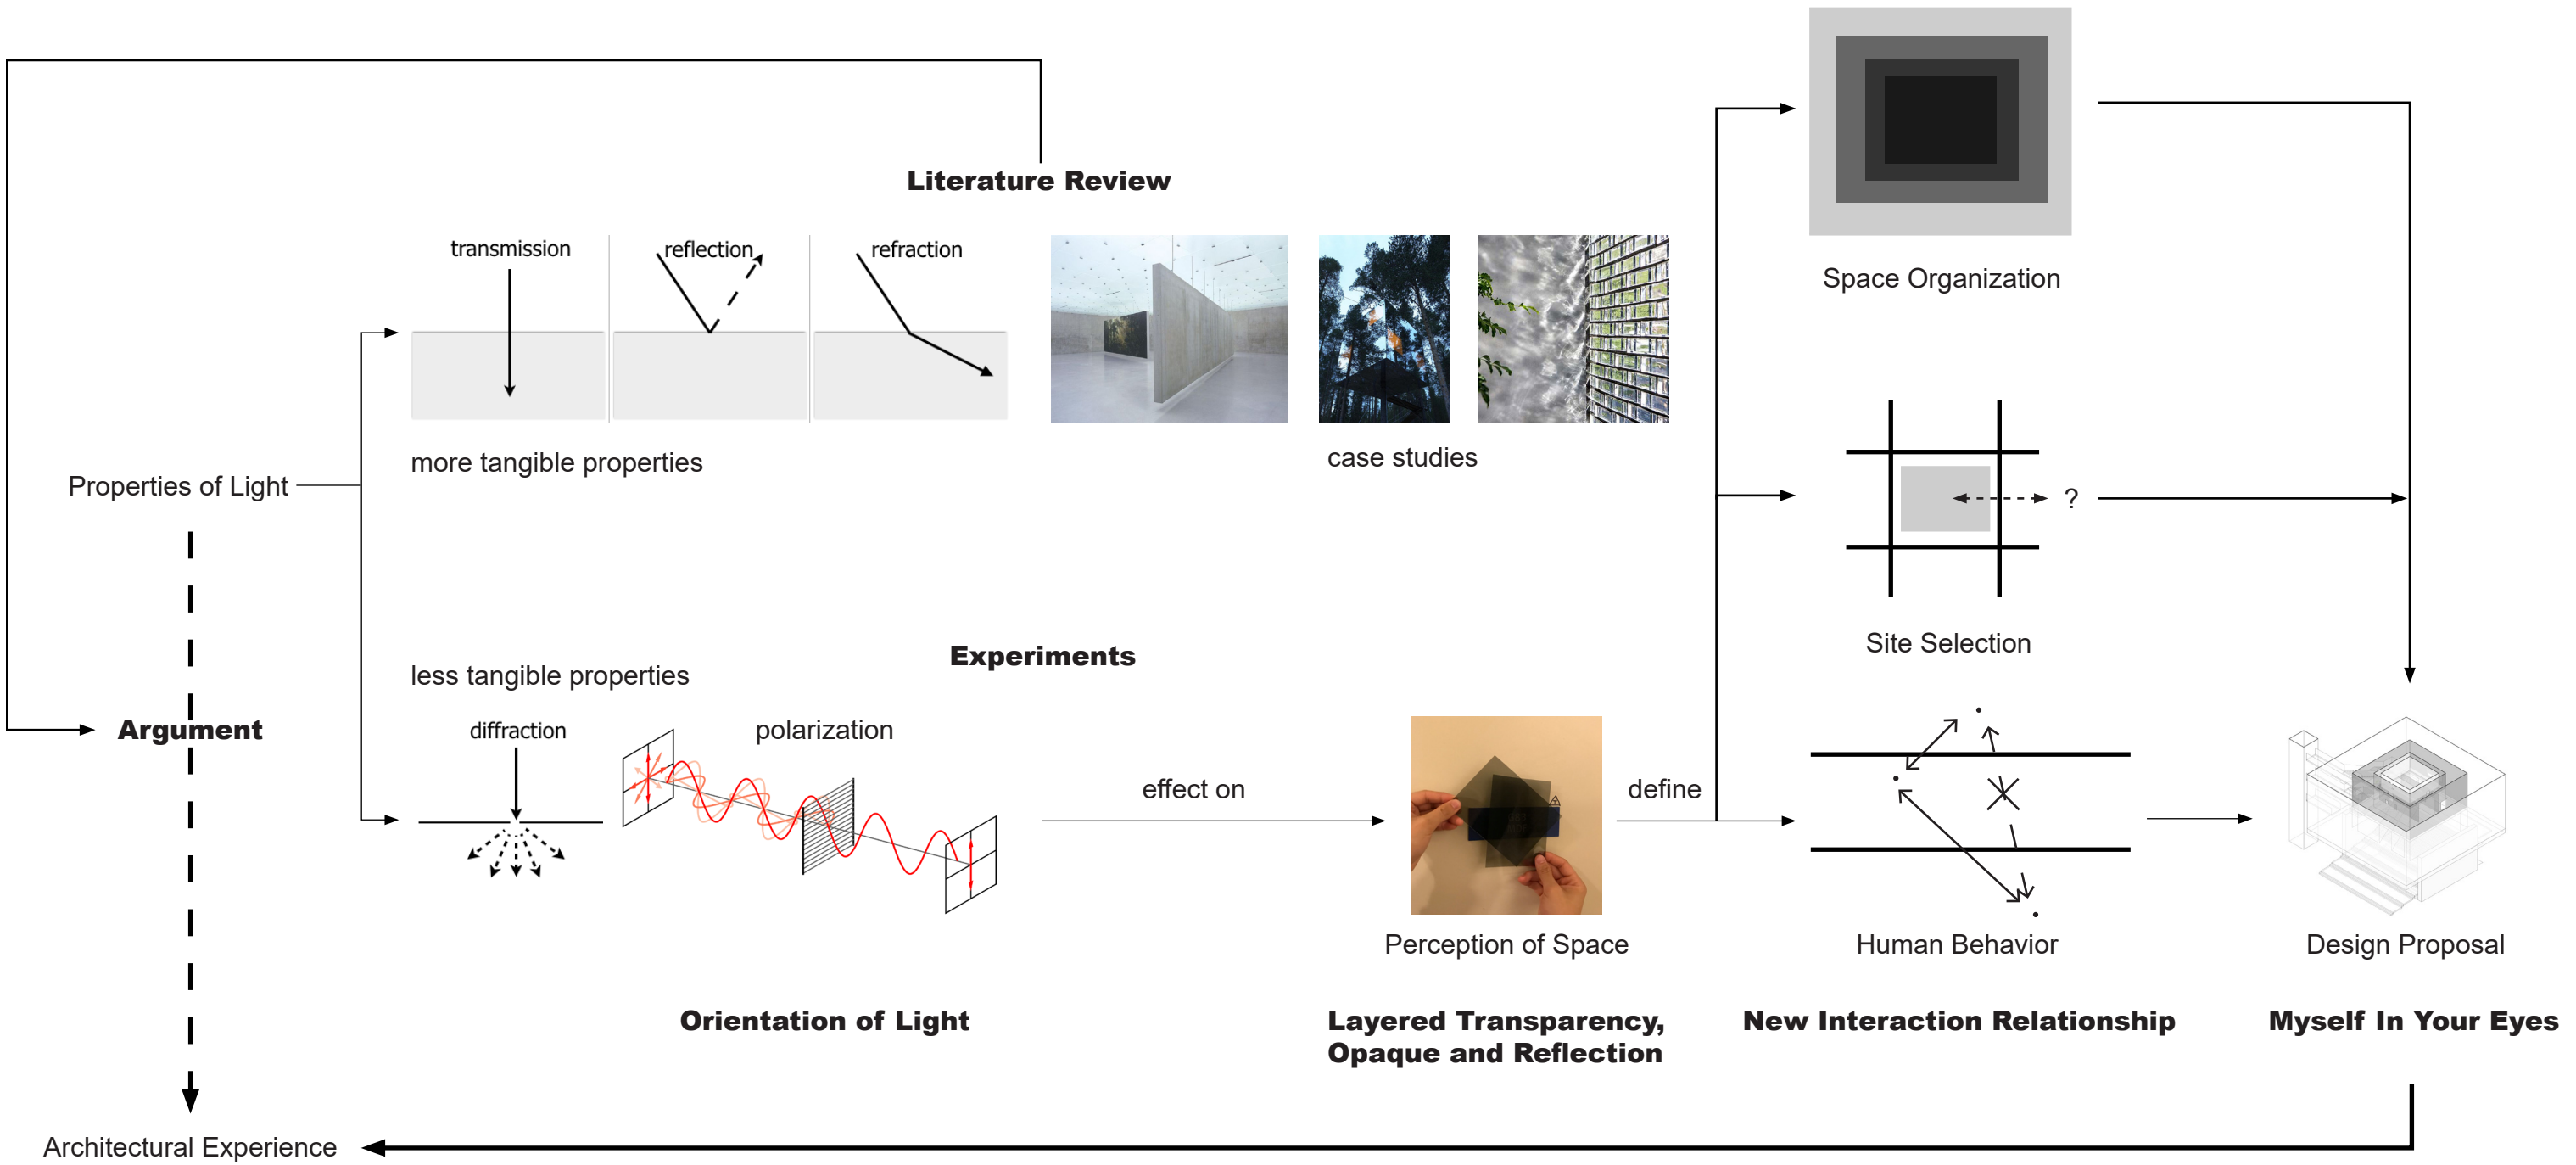 Literature Review
transmission
reflection
refraction
more tangible properties
case studies
Space Organization
Properties of Light
?
Site Selection
Experiments
less tangible properties
Argument
diffraction
polarization
effect on
define
Perception of Space
Human Behavior
Design Proposal
Orientation of Light
Layered Transparency,
Opaque and Reflection
New Interaction Relationship
Myself In Your Eyes
Architectural Experience